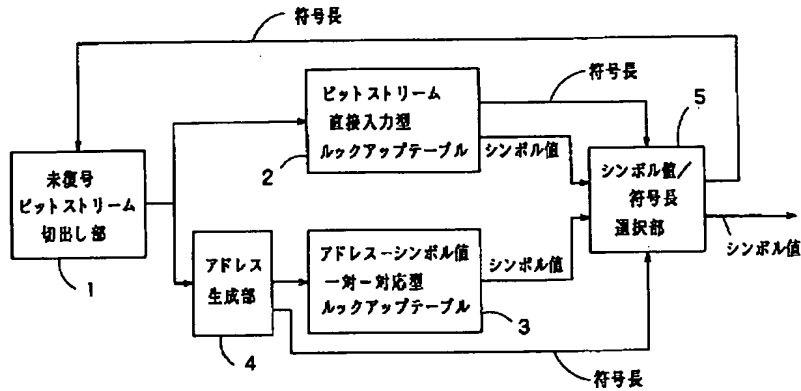 符号長
未復号
ビットストリーム
切出し部
1
ビットストリーム
直接入力型
ルックアップテーブル
2
符号長
シンボル値
5
シンボル値/
符号長
選択部
シンボル値
アドレス
生成部
4
アドレスーシンボル値
一対一対応型
ルックアップテーブル
3
シンボル値
符号長